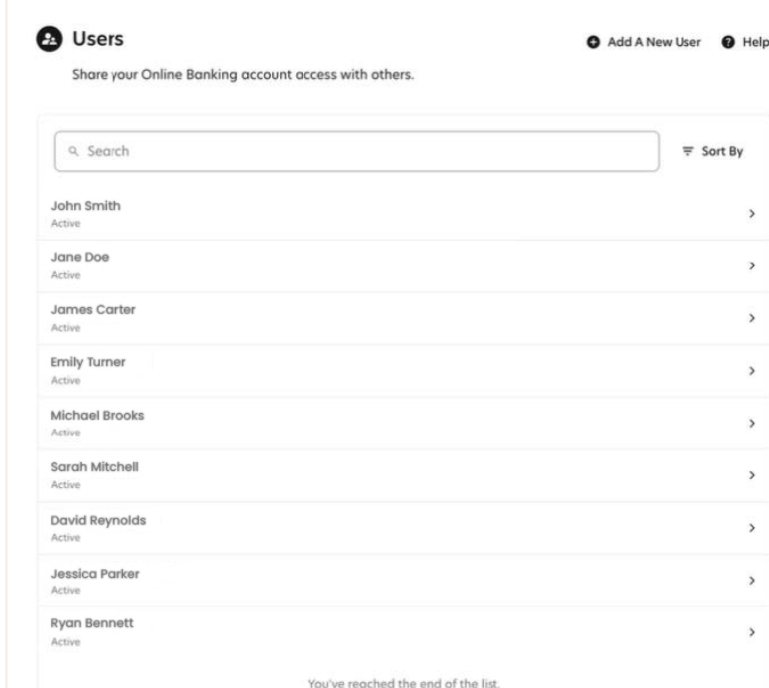 Users
Add A New User
Help
Share your Online Banking account access with others.
Search
Sort By
John Smith
Active
Jane Doe
Active
James Carter
Active
Emily Turner
Active
Michael Brooks
Active
Sarah Mitchell
Active
David Reynolds
Active
Jessica Parker
Active
Ryan Bennett
Active
You've reached the end of the list.